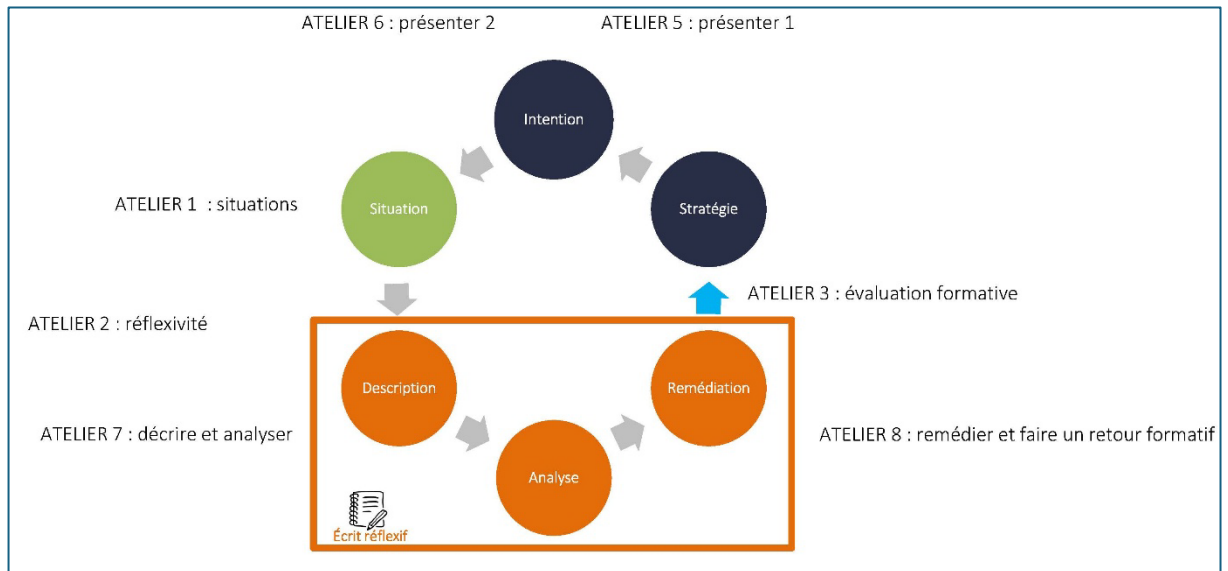 ATELIER 6 : présenter 2
ATELIER 5 : présenter 1
Intention
Situation
Stratégie
ATELIER 1  : situations
ATELIER 3 : évaluation formative
ATELIER 2 : réflexivité
Description
Remédiation
ATELIER 7 : décrire et analyser
ATELIER 8 : remédier et faire un retour formatif
Analyse
Écrit réflexif